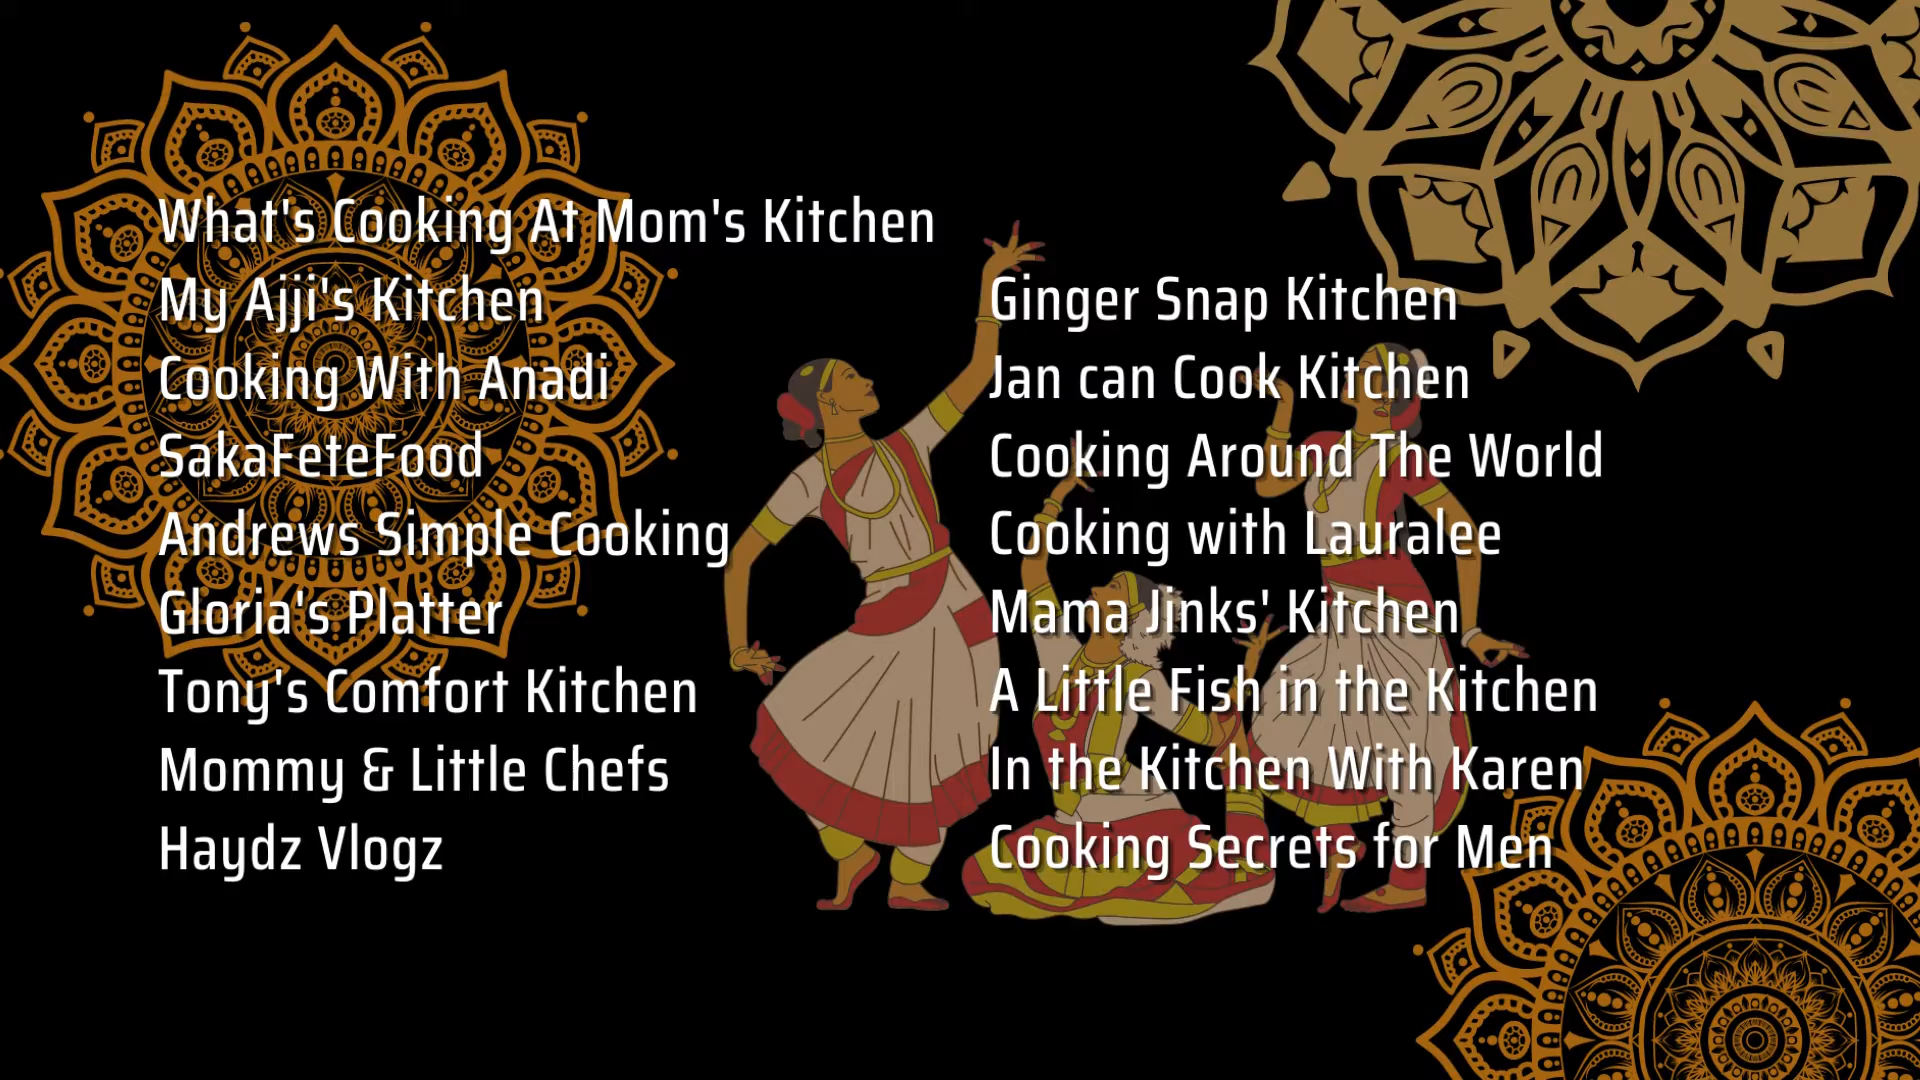 What's Cooking At Mom's Kitchen
My Ajji's Kitchen
Cooking With Anadi
SakaFeteFood
Andrews Simple Cooking
Gloria's Platter
Tony's Comfort Kitchen
Mommy & Little Chefs
Haydz Vlogz
Ginger Snap Kitchen
Jan can Cook Kitchen
Cooking Around The World
Cooking with Lauralee
Mama Jinks' Kitchen
A Little Fish in the Kitchen
In the Kitchen With Karen
Cooking Secrets for Men